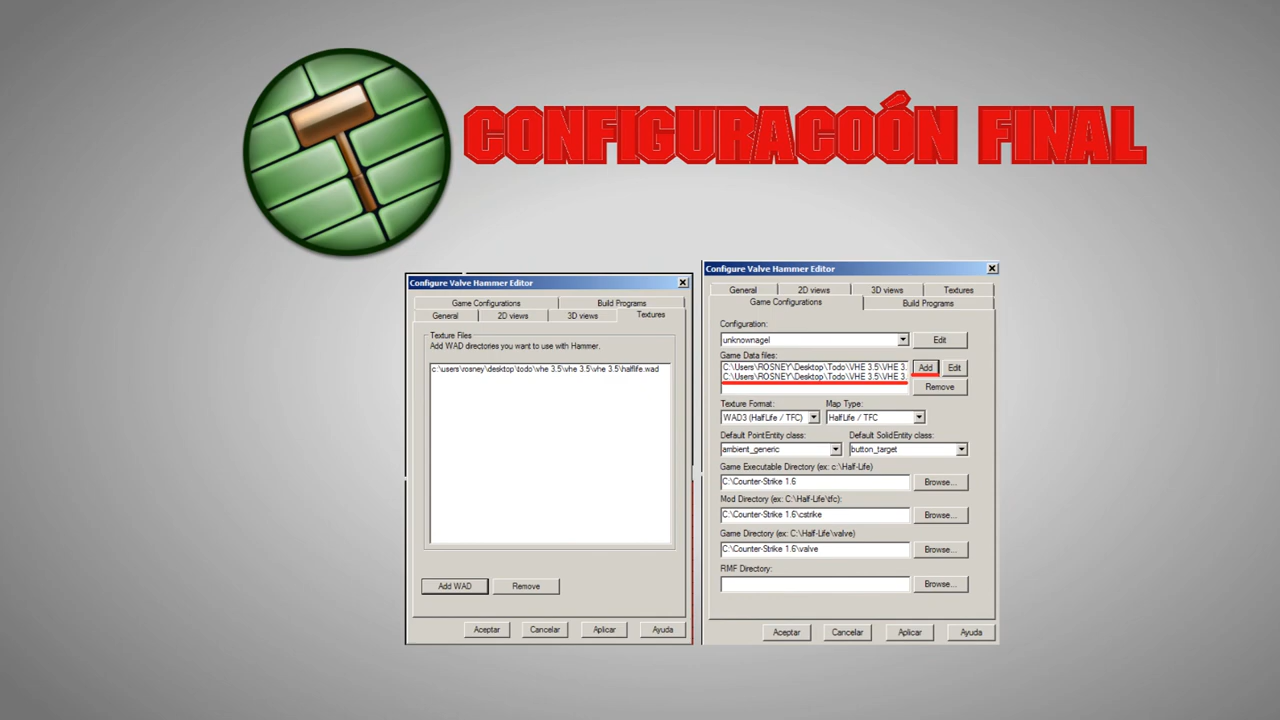 CONFIGURACOÓN FINAL
Configure Valve Hammer Editor
Game Configurations
Build Programs
General
2D views
3D views
Textures
Texture Files
Add WAD directories you want to use with Hammer.
c:\users\rosney\desktop\todo\vhe 3.5\vhe 3.5\vhe 3.5\halflife.wad
Add WAD
Remove
Aceptar
Cancelar
Aplicar
Ayuda
Configure Valve Hammer Editor
General
2D views
3D views
Textures
Game Configurations
Build Programs
Configuration:
unknownagel
Edit
Game Data files:
C:\Users\ROSNEY\Desktop\Todo\VHE 3.5\VHE 3.
C:\Users\ROSNEY\Desktop\Todo\VHE 3.5\VHE 3.
Add
Edit
Remove
Texture Format:
Map Type:
WAD3 (HalfLife / TFC)
HalfLife / TFC
Default PointEntity class:
Default SolidEntity class:
ambient_generic
button_target
Game Executable Directory (ex: c:\Half-Life)
C:\Counter-Strike 1.6
Browse...
Mod Directory (ex: C:\Half-Life\tfc):
C:\Counter-Strike 1.6\cstrike
Browse...
Game Directory (ex: C:\Half-Life\valve)
C:\Counter-Strike 1.6\valve
Browse...
RMF Directory:
Browse...
Aceptar
Cancelar
Aplicar
Ayuda